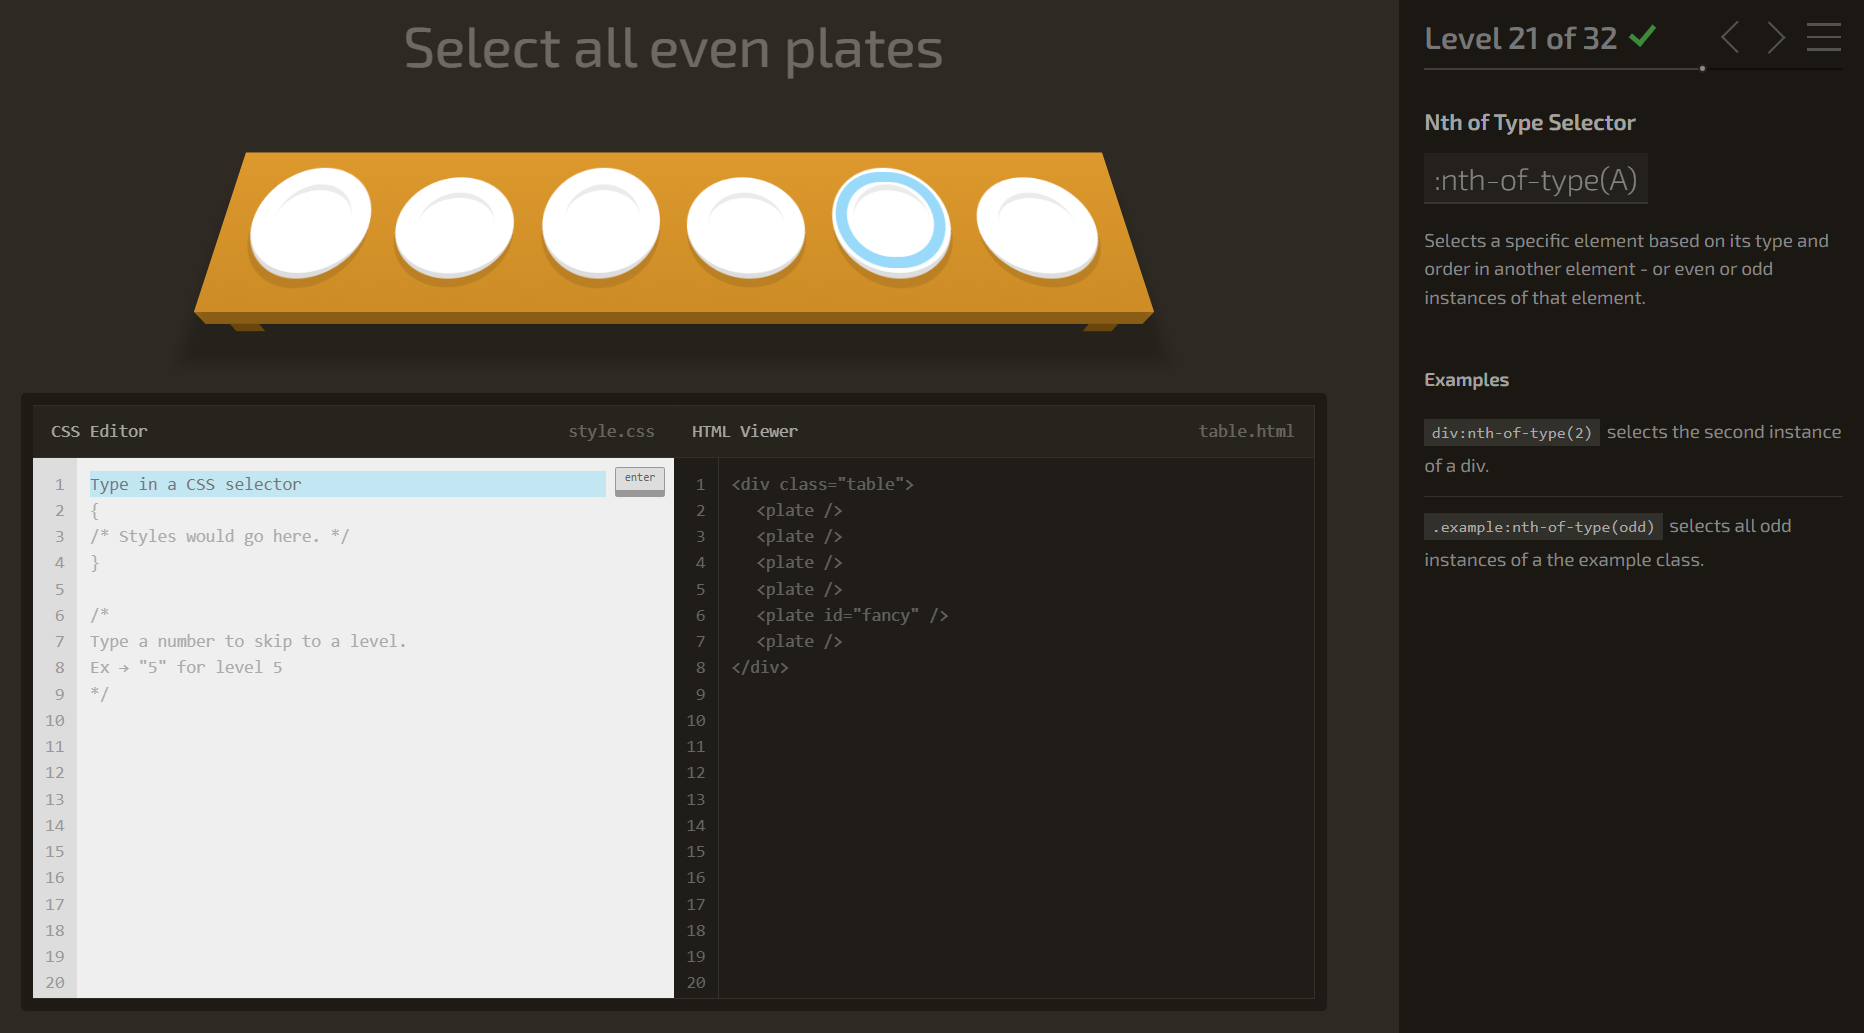 Select all even plates
CSS Editor
style.css
1 Type in a CSS selector
enter
2 {
3 /* Styles would go here. */
4 }
5
6 /*
7 Type a number to skip to a level.
8 Ex → "5" for level 5
9 */
10
11
12
13
14
15
16
17
18
19
20
HTML Viewer
table.html
1 <div class="table">
2 <plate />
3 <plate />
4 <plate />
5 <plate />
6 <plate id="fancy" />
7 <plate />
8 </div>
9
10
11
12
13
14
15
16
17
18
19
20
Level 21 of 32
Nth of Type Selector
:nth-of-type(A)
Selects a specific element based on its type and
order in another element - or even or odd
instances of that element.
Examples
div:nth-of-type(2) selects the second instance
of a div.
.example:nth-of-type(odd) selects all odd
instances of a the example class.